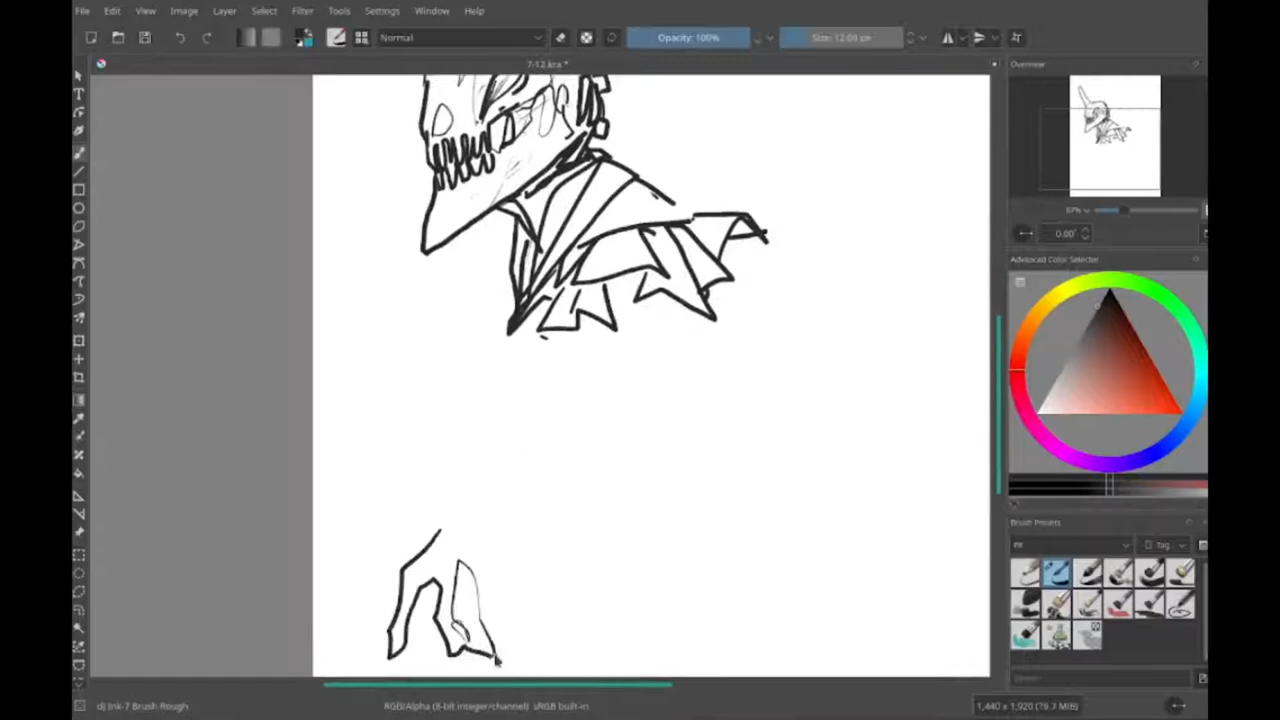 File Edit View Image Layer Select Filter Tools Settings Window Help
Normal Opacity: 100% Size: 12.00 px
7-12.kra *
Overview
67%
0.00°
Advanced Color Selector
Brush Presets
Tag
d) Ink-7 Brush Rough RGB/Alpha (8-bit integer/channel) sRGB built-in 1,440 x 1,920 (79.7 MiB)